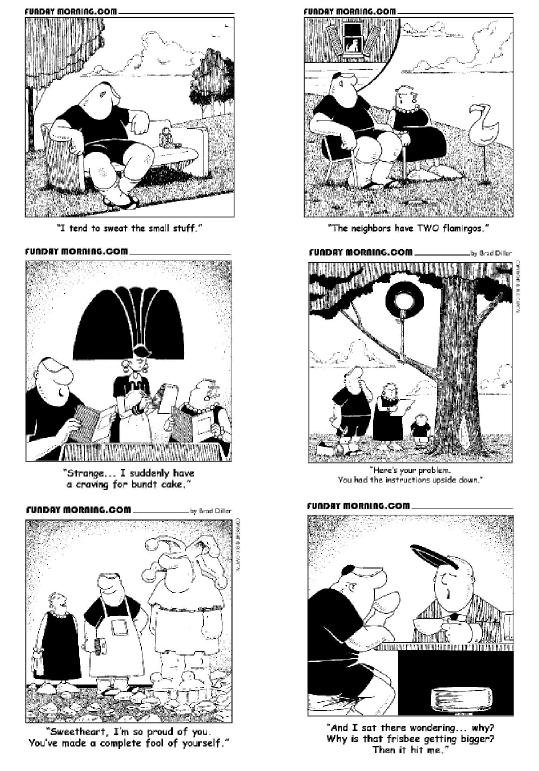 FUNDAY MORNING.COM
"I tend to sweat the small stuff."
FUNDAY MORNING.COM
"The neighbors have TWO flamingos."
FUNDAY MORNING.COM
"Strange... I suddenly have
a craving for bundt cake."
FUNDAY MORNING.COM by Brad Diller
"Here's your problem.
You had the instructions upside down."
FUNDAY MORNING.COM by Brad Diller
"Sweetheart, I'm so proud of you.
You've made a complete fool of yourself."
FUNDAY MORNING.COM
"And I sat there wondering... why?
Why is that frisbee getting bigger?
Then it hit me."